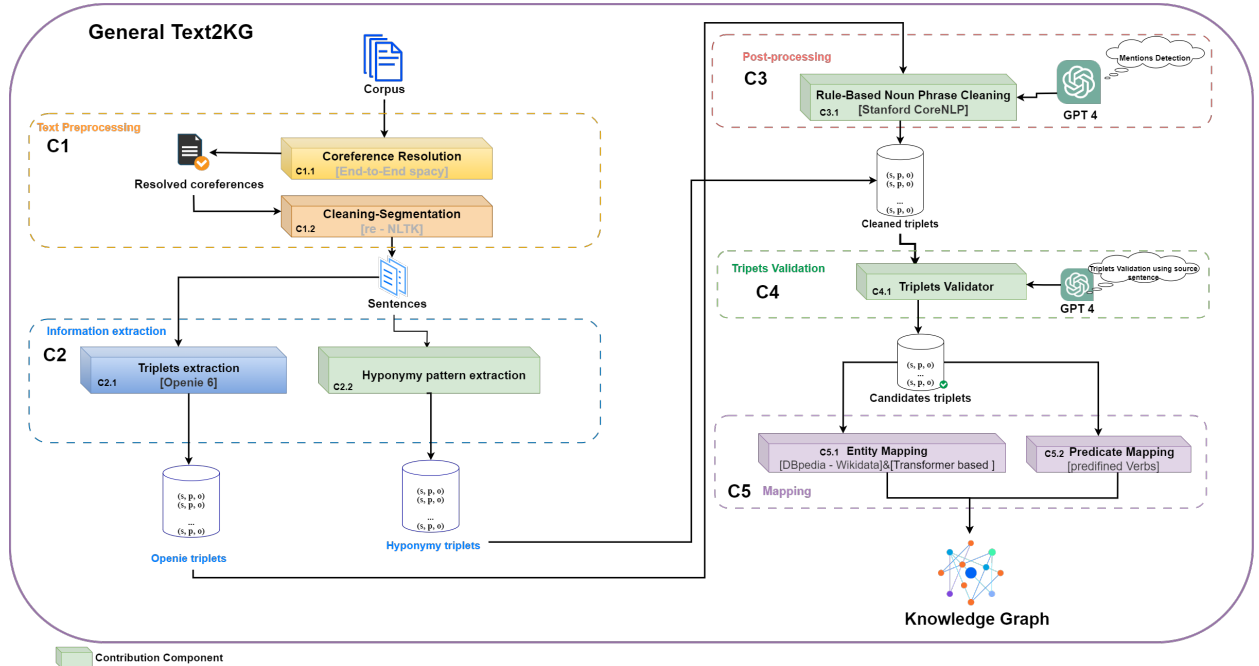 General Text2KG
Corpus
Text Preprocessing
C1
Coreference Resolution
[End-to-End spacy]
C1.1
Resolved coreferences
Cleaning-Segmentation
[re - NLTK]
C1.2
Sentences
Information extraction
C2
Triplets extraction
[Openie 6]
C2.1
Hyponymy pattern extraction
C2.2
(s, p, o)
(s, p, o)
...
(s, p, o)
Openie triplets
(s, p, o)
(s, p, o)
...
(s, p, o)
Hyponymy triplets
Post-processing
C3
Rule-Based Noun Phrase Cleaning
[Stanford CoreNLP]
C3.1
Mentions Detection
GPT 4
(s, p, o)
(s, p, o)
...
(s, p, o)
Cleaned triplets
Tripets Validation
C4
C4.1 Triplets Validator
Triplets Validation using source
sentence
GPT 4
(s, p, o)
...
(s, p, o)
Candidates triplets
C5.1 Entity Mapping
[DBpedia - Wikidata]&[Transformer based ]
C5.2 Predicate Mapping
[predifined Verbs]
C5 Mapping
Knowledge Graph
Contribution Component